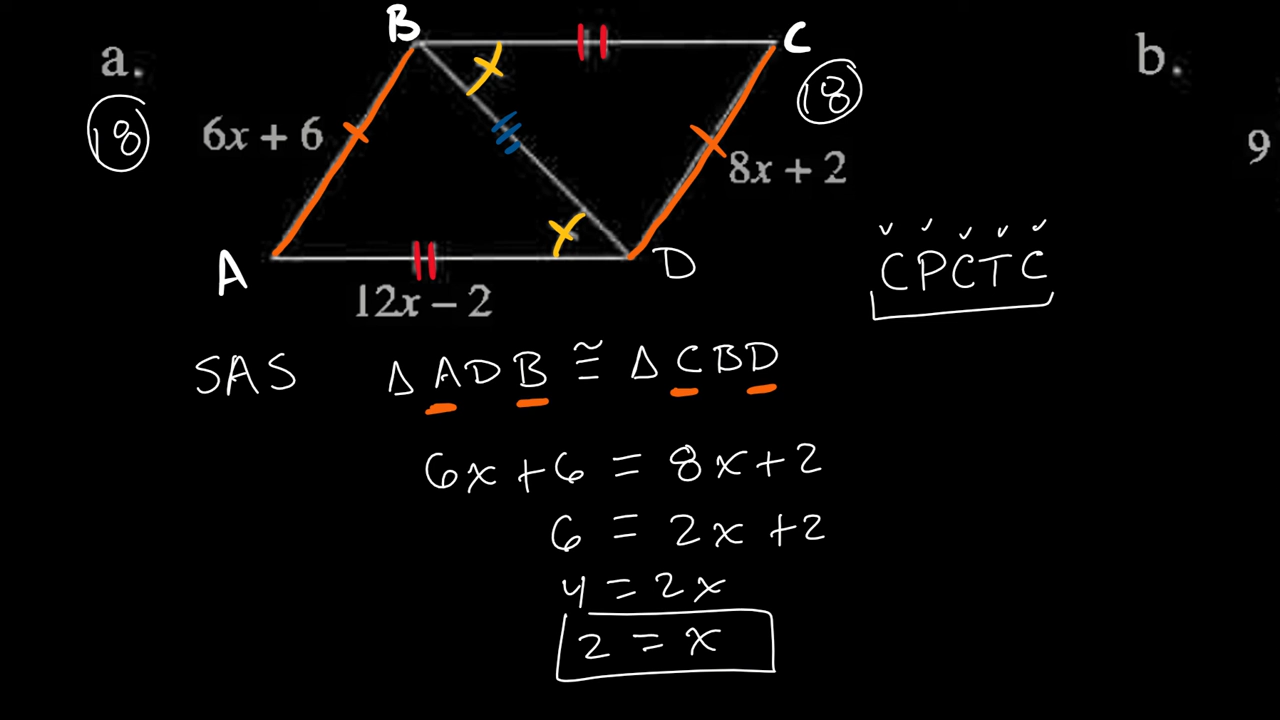 B
C
a.
b.
18
6x + 6
18
8x + 2
9
A
D
12x − 2
CPCTC
SAS △ADB ≅ △CBD
6x + 6 = 8x + 2
6 = 2x + 2
4 = 2x
2 = x